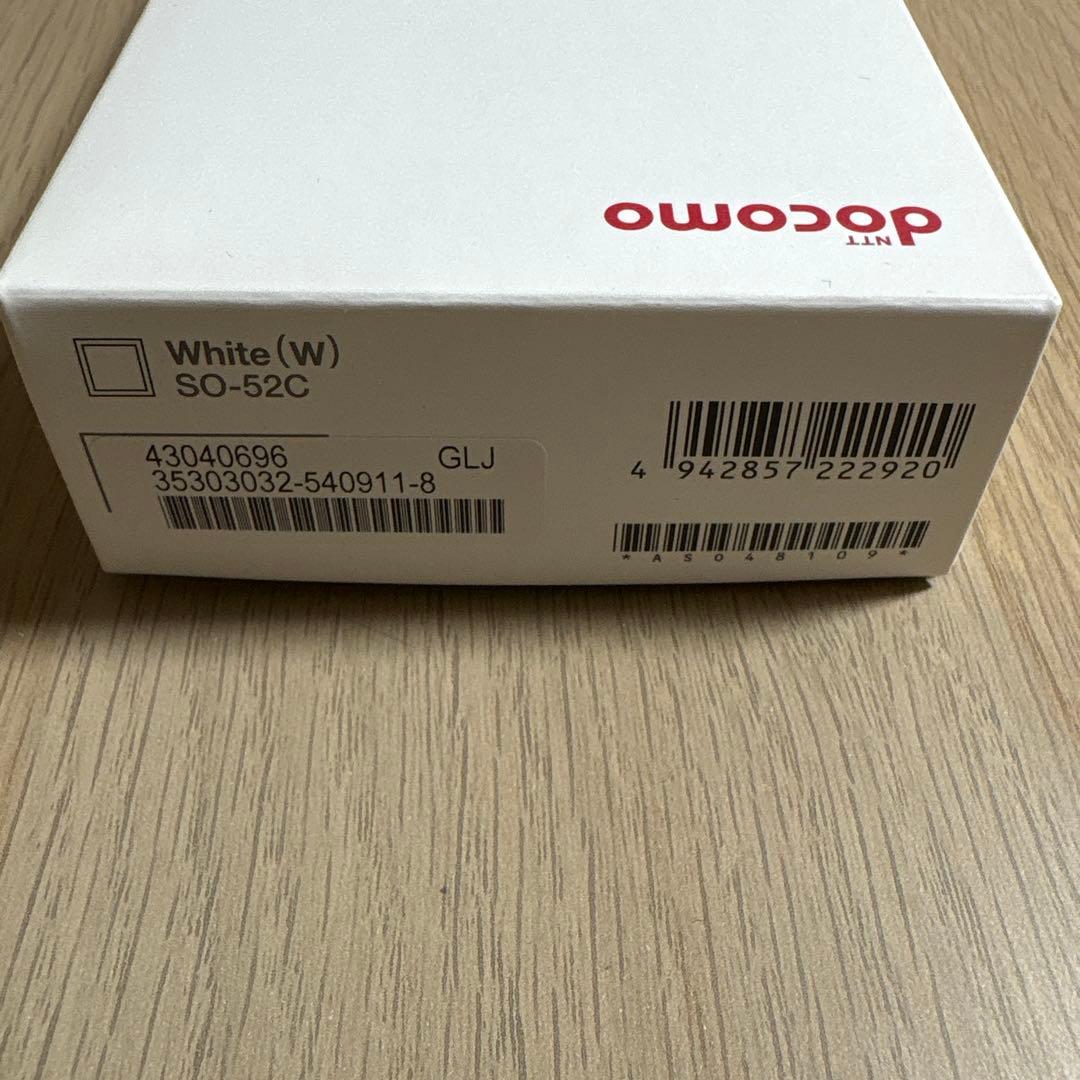 docomo
NTT
White(W)
SO-52C
43040696 GLJ
35303032-540911-8
4 942857 222920
*AS048109*